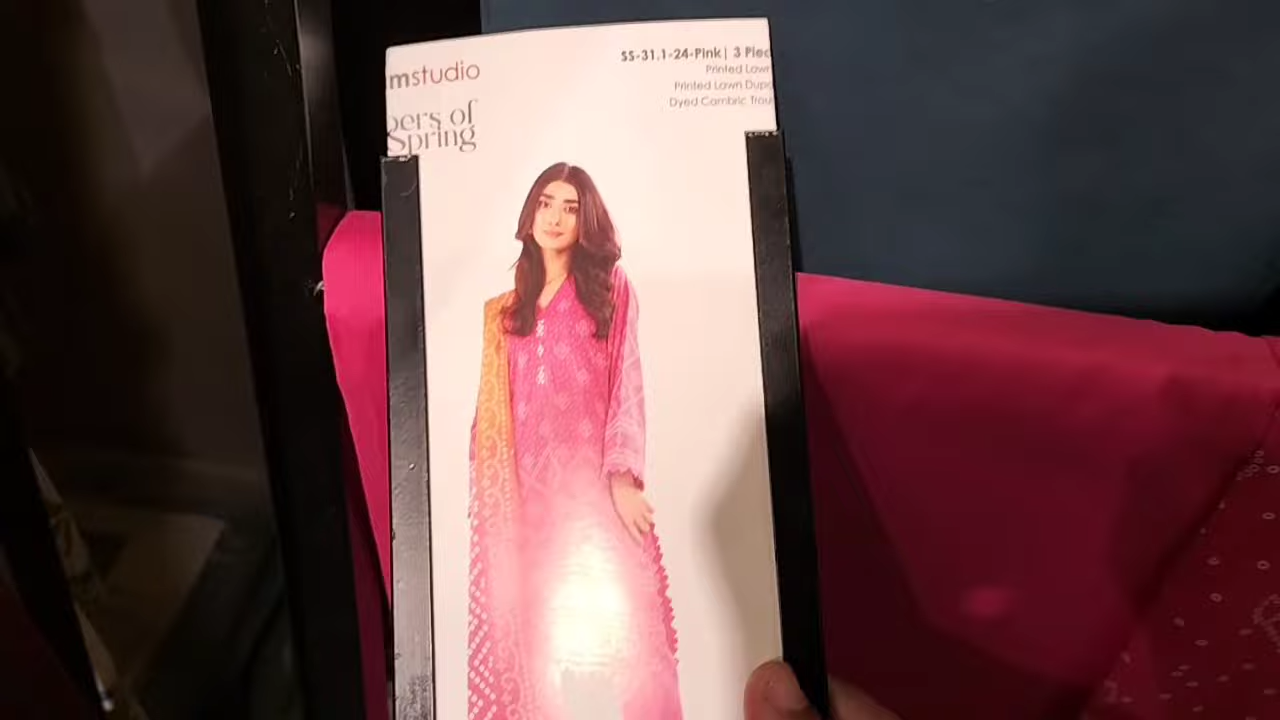 mstudio
SS-31.1-24-Pink| 3 Piec
Printed Lawn
Printed Lawn Dupa
Dyed Cambric Trou
pers of
Spring